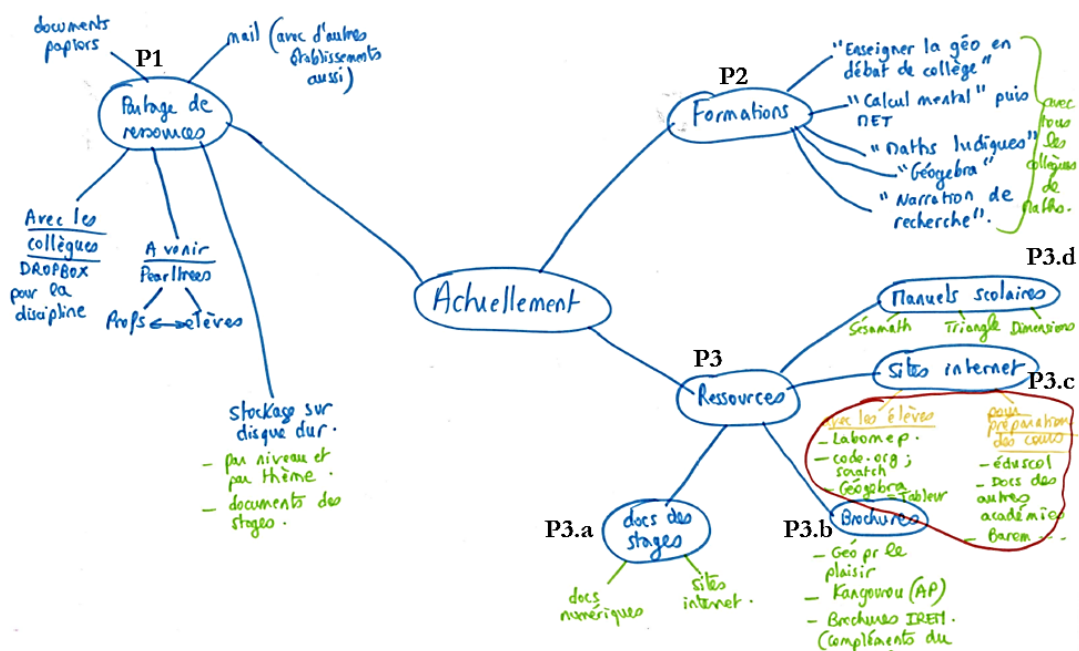 documents
papiers
P1
mail (avec d'autres
établissements
aussi)
Partage de
ressources
Avec les
collègues
DROPBOX
pour la
discipline
A venir
Pearltrees
Profs ↔ élèves
Stockage sur
disque dur.
- par niveau et
par thème.
- documents des
stages.
Actuellement
P2
Formations
"Enseigner la géo en
débat de collège"
"Calcul mental" puis
NET
"Maths ludiques"
"Géogebra"
"Narration de
recherche".
avec
tous
les
collègues
de
Maths.
P3
Ressources
P3.d
Manuels scolaires
Sésamath
Triangle
Dimensions
Sites internet
P3.c
Avec les élèves
- Labomep.
- code.org ;
scratch
- Géogebra
- Tableur
pour
préparation
des cours
- éduscol
- Docs des
autres
académies
- Barem ...
P3.a
docs des
stages
docs
numériques
sites
internet.
P3.b
Brochures
- Géo pr le
plaisir
- Kangourou (AP)
- Brochures IREM.
(compléments du